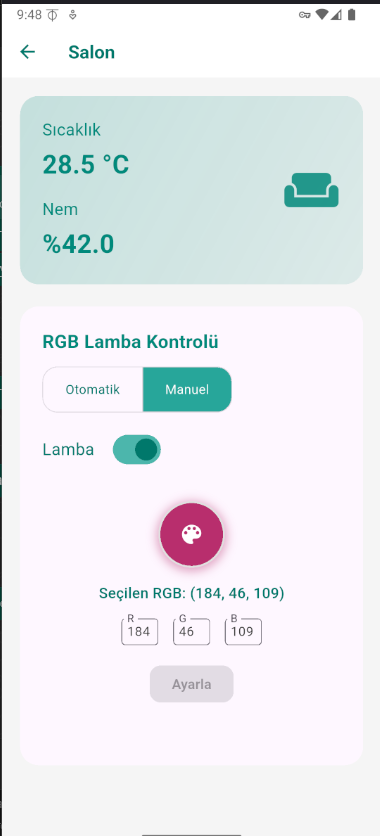 9:48
Salon
Sıcaklık
28.5 °C
Nem
%42.0
RGB Lamba Kontrolü
Otomatik Manuel
Lamba
Seçilen RGB: (184, 46, 109)
R G B
184 46 109
Ayarla